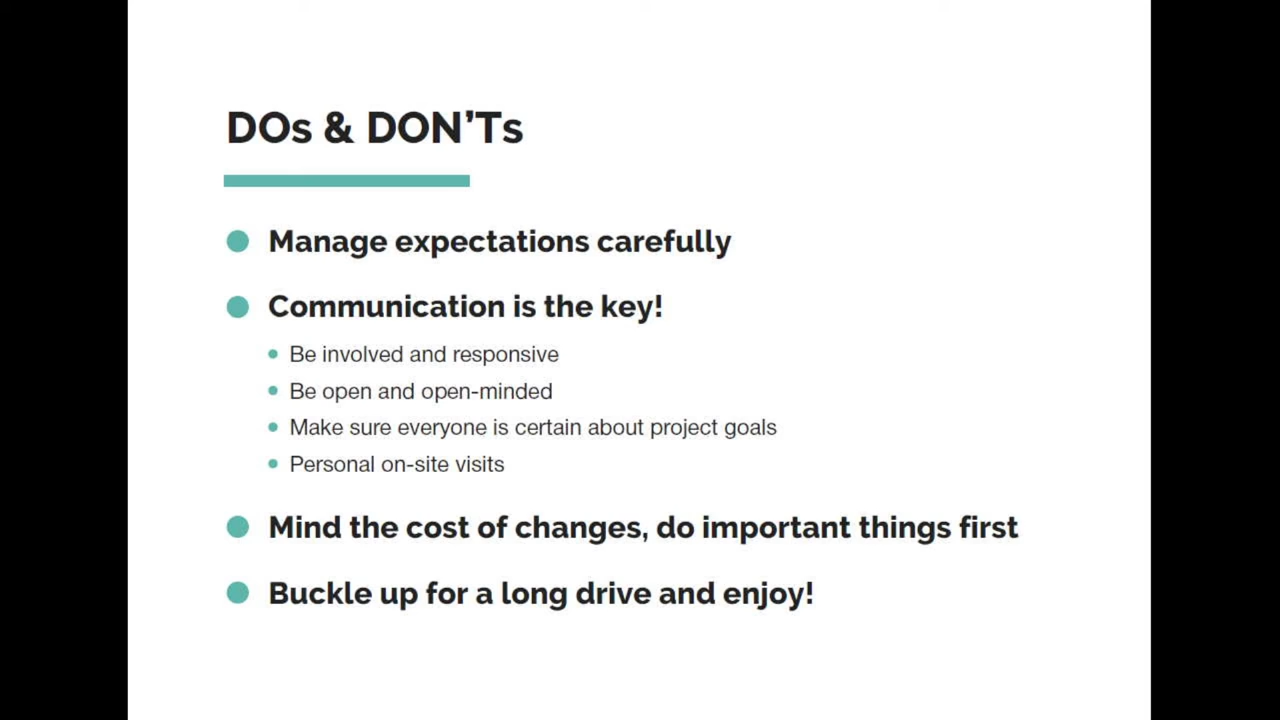 DOs & DON’Ts
Manage expectations carefully
Communication is the key!
Be involved and responsive
Be open and open-minded
Make sure everyone is certain about project goals
Personal on-site visits
Mind the cost of changes, do important things first
Buckle up for a long drive and enjoy!